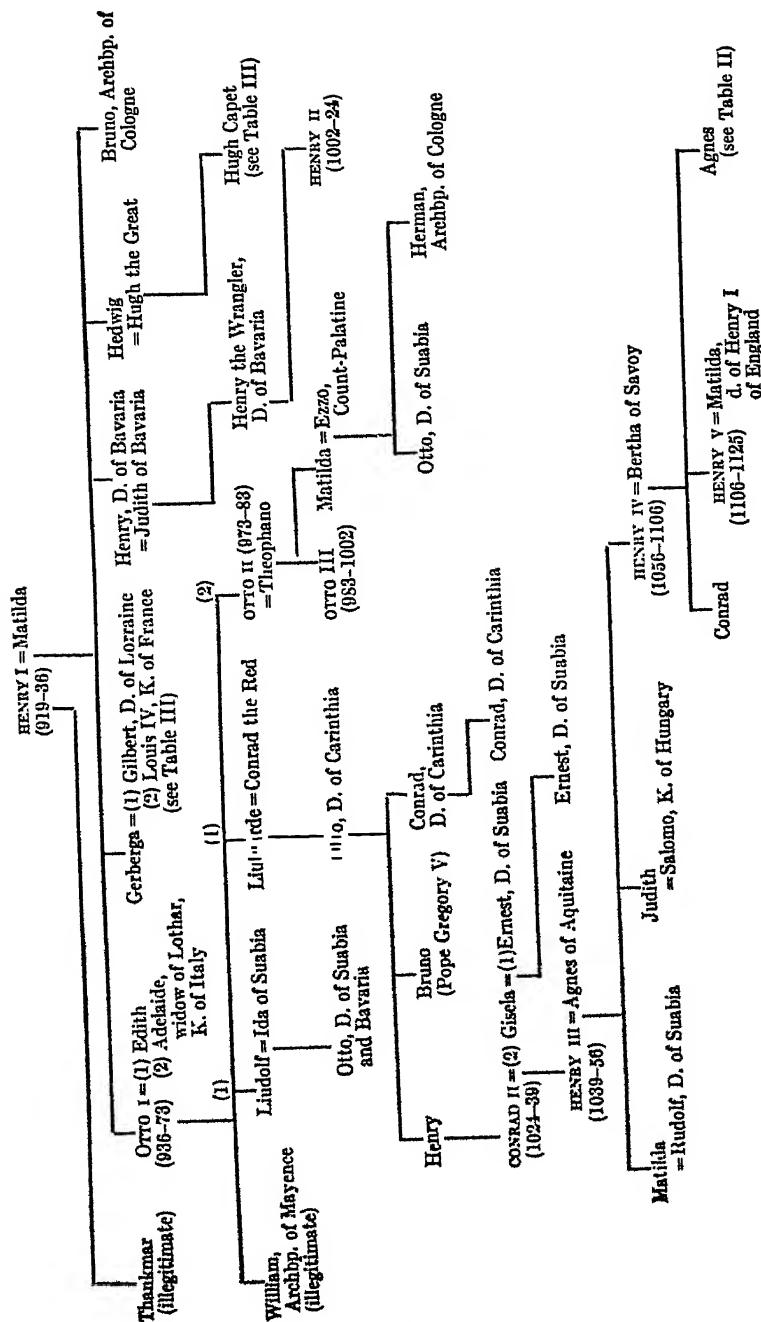 HENRY I = Matilda
(919–36)
Thankmar
(illegitimate)
OTTO I = (1) Edith
(936–73) (2) Adelaide,
widow of Lothar,
K. of Italy
Gerberga = (1) Gilbert, D. of Lorraine
(2) Louis IV, K. of France
(see Table III)
Henry, D. of Bavaria
= Judith of Bavaria
Hedwig
= Hugh the Great
Bruno, Archbp. of
Cologne
(1)
(1)
(2)
William,
Archbp. of Mayence
(illegitimate)
Liudolf = Ida of Suabia
= Conrad the Red
OTTO II (973–83)
= Theophano
Henry the Wrangler,
D. of Bavaria
Hugh Capet
(see Table III)
Otto, D. of Suabia
and Bavaria
D. of Carinthia
OTTO III
(983–1002)
Matilda = Ezzo,
Count-Palatine
HENRY II
(1002–24)
Henry
Bruno
(Pope Gregory V)
Conrad,
D. of Carinthia
Otto, D. of Suabia
Herman,
Archbp. of Cologne
CONRAD II = (2) Gisela = (1) Ernest, D. of Suabia
(1024–39)
Conrad, D. of Carinthia
HENRY III = Agnes of Aquitaine
(1039–56)
Ernest, D. of Suabia
Matilda
= Rudolf, D. of Suabia
Judith
= Salomo, K. of Hungary
HENRY IV = Bertha of Savoy
(1056–1106)
Conrad
HENRY V = Matilda,
(1106–1125) d. of Henry I
of England
Agnes
(see Table II)